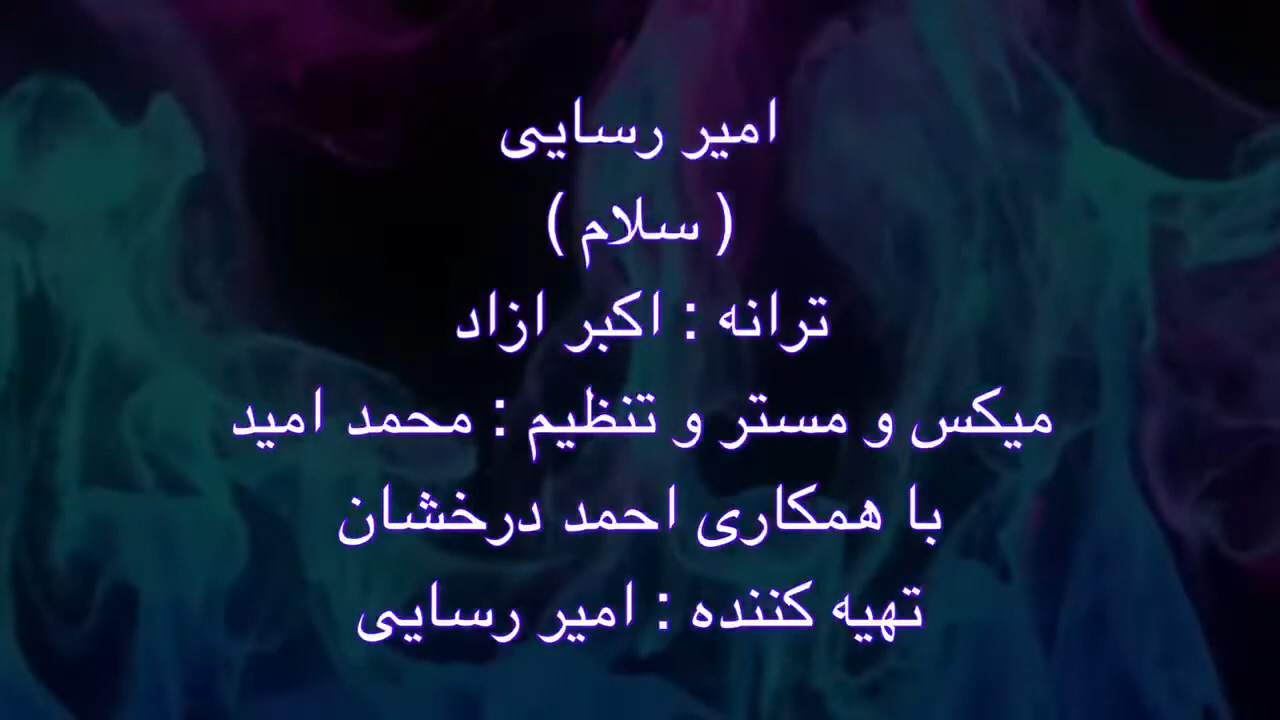 امیر رسایی
( سلام )
ترانه : اکبر ازاد
میکس و مستر و تنظیم : محمد امید
با همکاری احمد درخشان
تهیه کننده : امیر رسایی